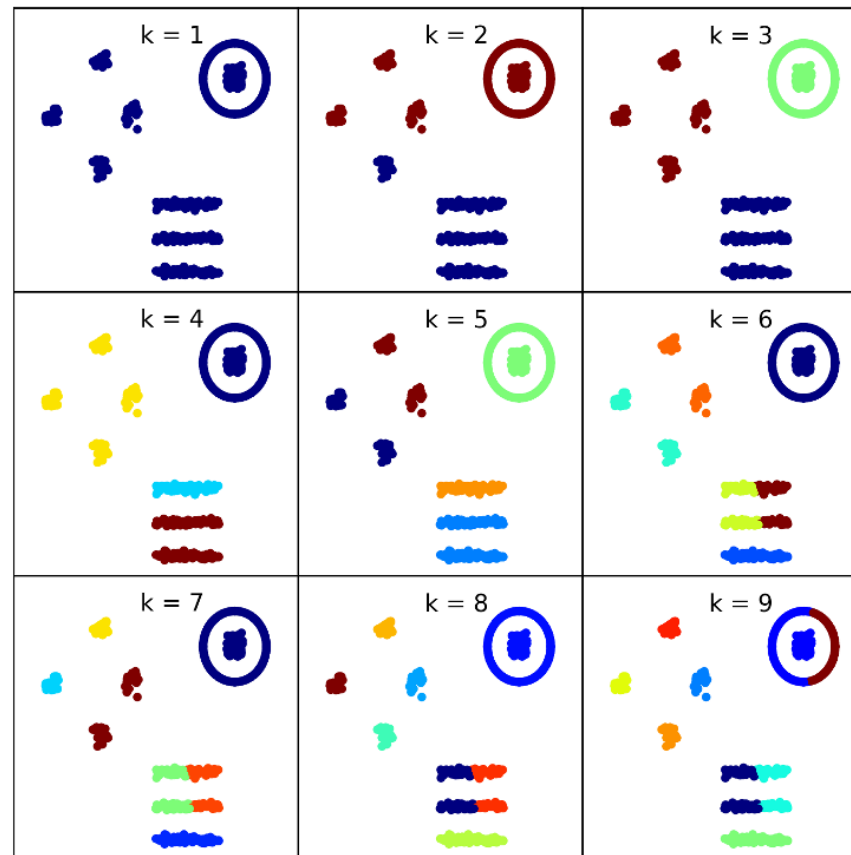 k = 1
k = 2
k = 3
k = 4
k = 5
k = 6
k = 7
k = 8
k = 9